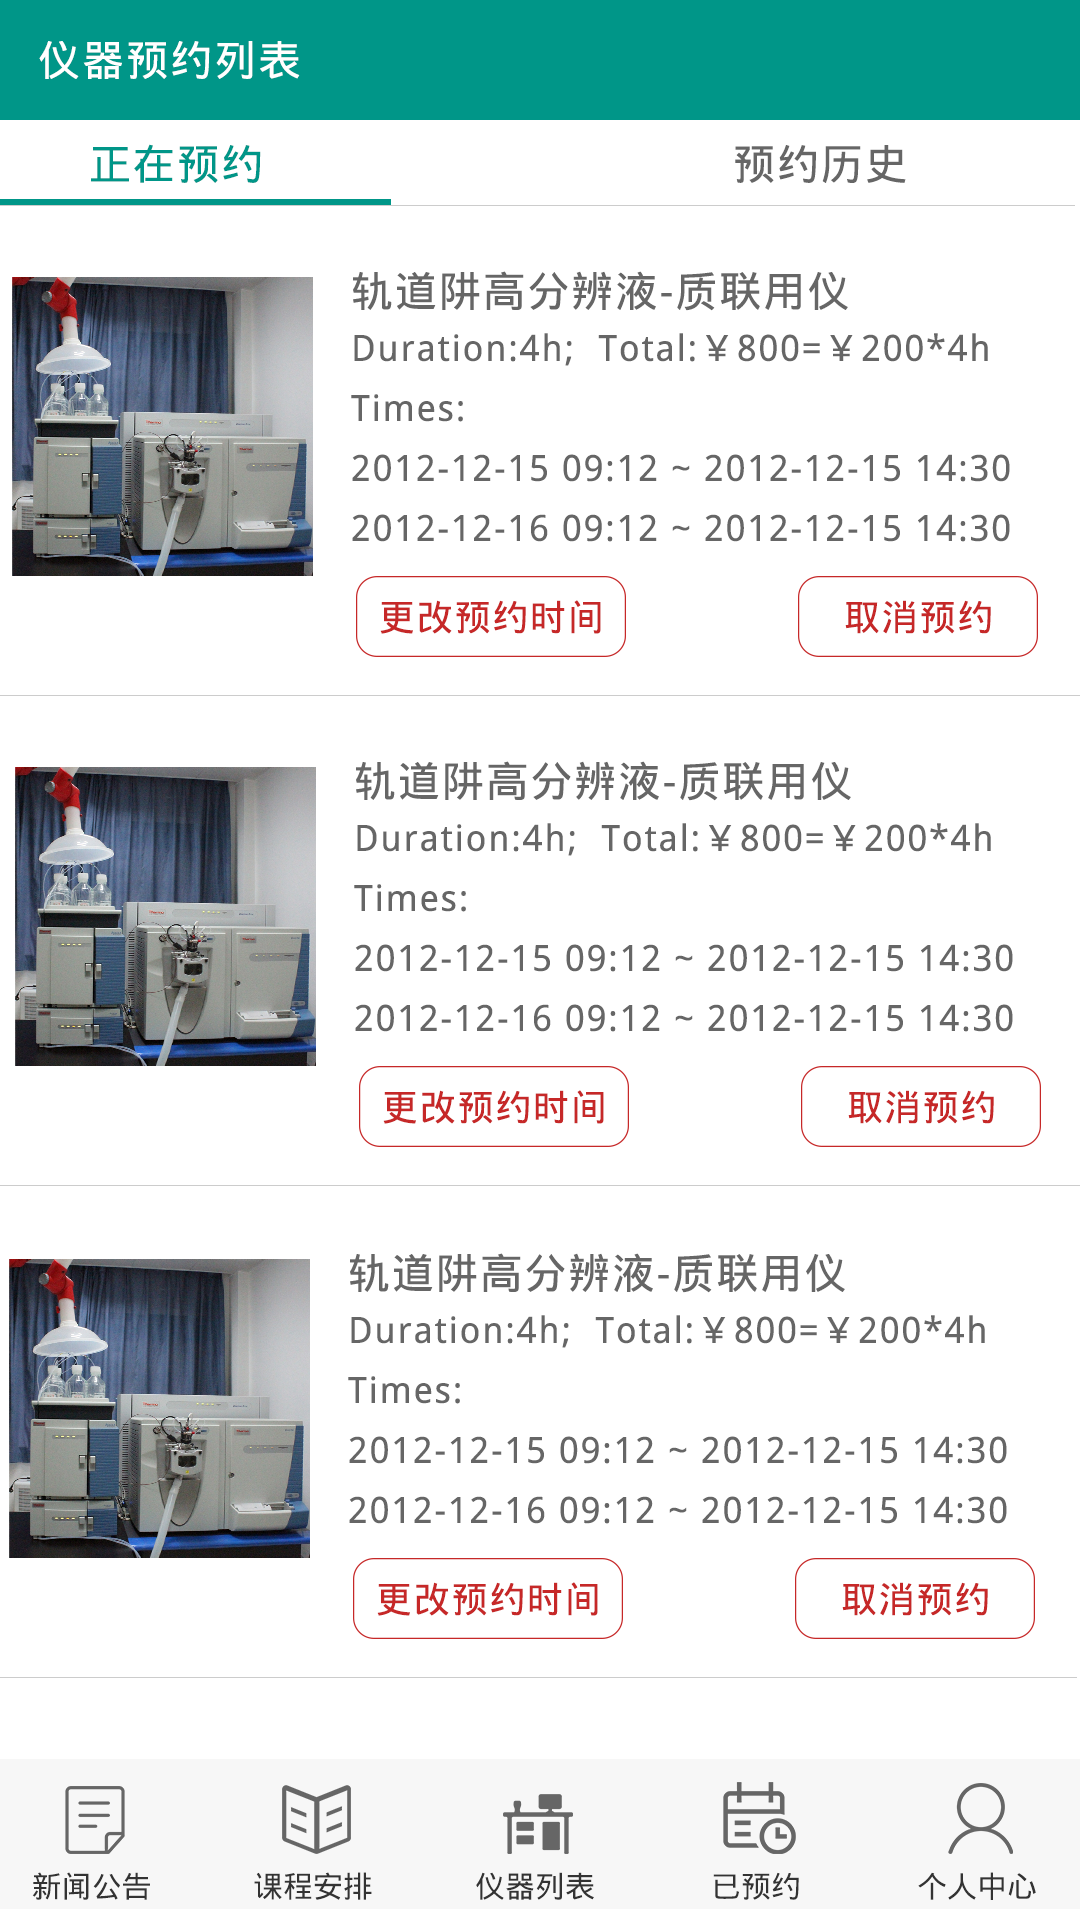 仪器预约列表
正在预约 预约历史
轨道阱高分辨液-质联用仪
Duration:4h; Total:¥800=¥200*4h
Times:
2012-12-15 09:12 ~ 2012-12-15 14:30
2012-12-16 09:12 ~ 2012-12-15 14:30
更改预约时间 取消预约
轨道阱高分辨液-质联用仪
Duration:4h; Total:¥800=¥200*4h
Times:
2012-12-15 09:12 ~ 2012-12-15 14:30
2012-12-16 09:12 ~ 2012-12-15 14:30
更改预约时间 取消预约
轨道阱高分辨液-质联用仪
Duration:4h; Total:¥800=¥200*4h
Times:
2012-12-15 09:12 ~ 2012-12-15 14:30
2012-12-16 09:12 ~ 2012-12-15 14:30
更改预约时间 取消预约
新闻公告 课程安排 仪器列表 已预约 个人中心